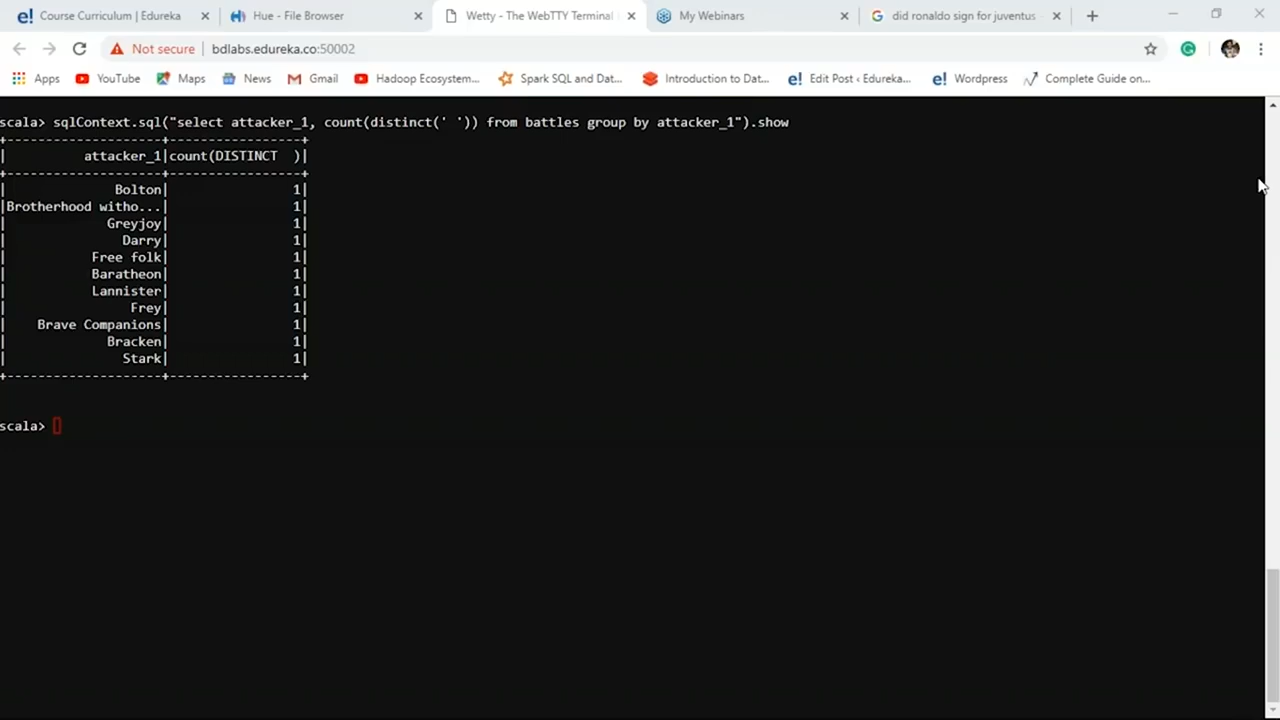 Course Curriculum | Edureka
Hue - File Browser
Wetty - The WebTTY Terminal
My Webinars
did ronaldo sign for juventus
Not secure | bdlabs.edureka.co:50002
Apps YouTube Maps News Gmail Hadoop Ecosystem... Spark SQL and Dat... Introduction to Dat... Edit Post ‹ Edureka... Wordpress Complete Guide on...
scala> sqlContext.sql("select attacker_1, count(distinct(' ')) from battles group by attacker_1").show
+-------------------+----------------+
| attacker_1|count(DISTINCT  )|
+-------------------+----------------+
| Bolton| 1|
|Brotherhood witho...| 1|
| Greyjoy| 1|
| Darry| 1|
| Free folk| 1|
| Baratheon| 1|
| Lannister| 1|
| Frey| 1|
| Brave Companions| 1|
| Bracken| 1|
| Stark| 1|
+-------------------+----------------+
scala>